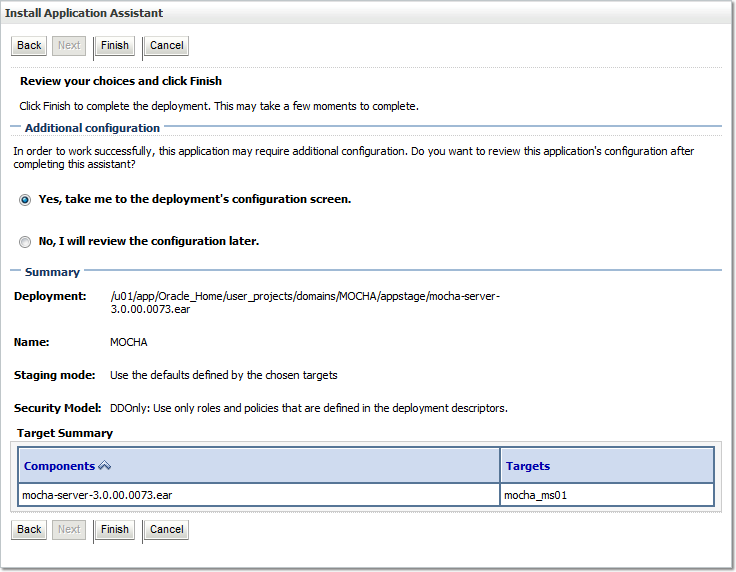 Install Application Assistant
Back Next Finish Cancel
Review your choices and click Finish
Click Finish to complete the deployment. This may take a few moments to complete.
Additional configuration
In order to work successfully, this application may require additional configuration. Do you want to review this application's configuration after
completing this assistant?
Yes, take me to the deployment's configuration screen.
No, I will review the configuration later.
Summary
Deployment: /u01/app/Oracle_Home/user_projects/domains/MOCHA/appstage/mocha-server-
3.0.00.0073.ear
Name: MOCHA
Staging mode: Use the defaults defined by the chosen targets
Security Model: DDOnly: Use only roles and policies that are defined in the deployment descriptors.
Target Summary
Components Targets
mocha-server-3.0.00.0073.ear mocha_ms01
Back Next Finish Cancel